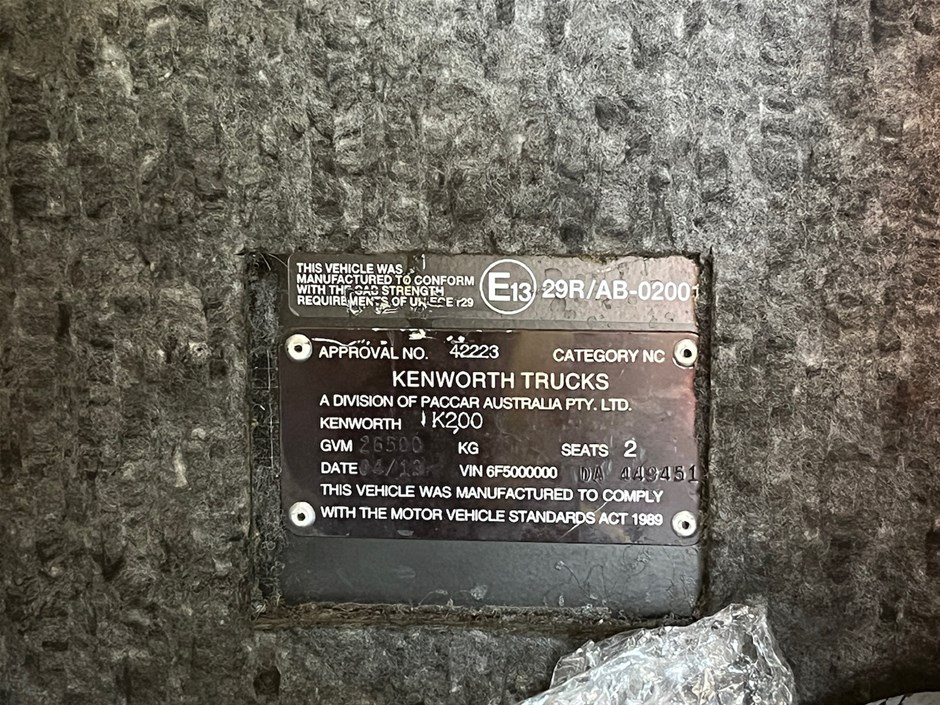 THIS VEHICLE WAS
MANUFACTURED TO CONFORM
WITH THE CAB STRENGTH
REQUIREMENTS OF UN-ECE r29
E13 29R/AB-02001
APPROVAL NO. 42223 CATEGORY NC
KENWORTH TRUCKS
A DIVISION OF PACCAR AUSTRALIA PTY. LTD.
KENWORTH K200
GVM 26500 KG SEATS 2
DATE 04/13 VIN 6F5000000 DA 449451
THIS VEHICLE WAS MANUFACTURED TO COMPLY
WITH THE MOTOR VEHICLE STANDARDS ACT 1989